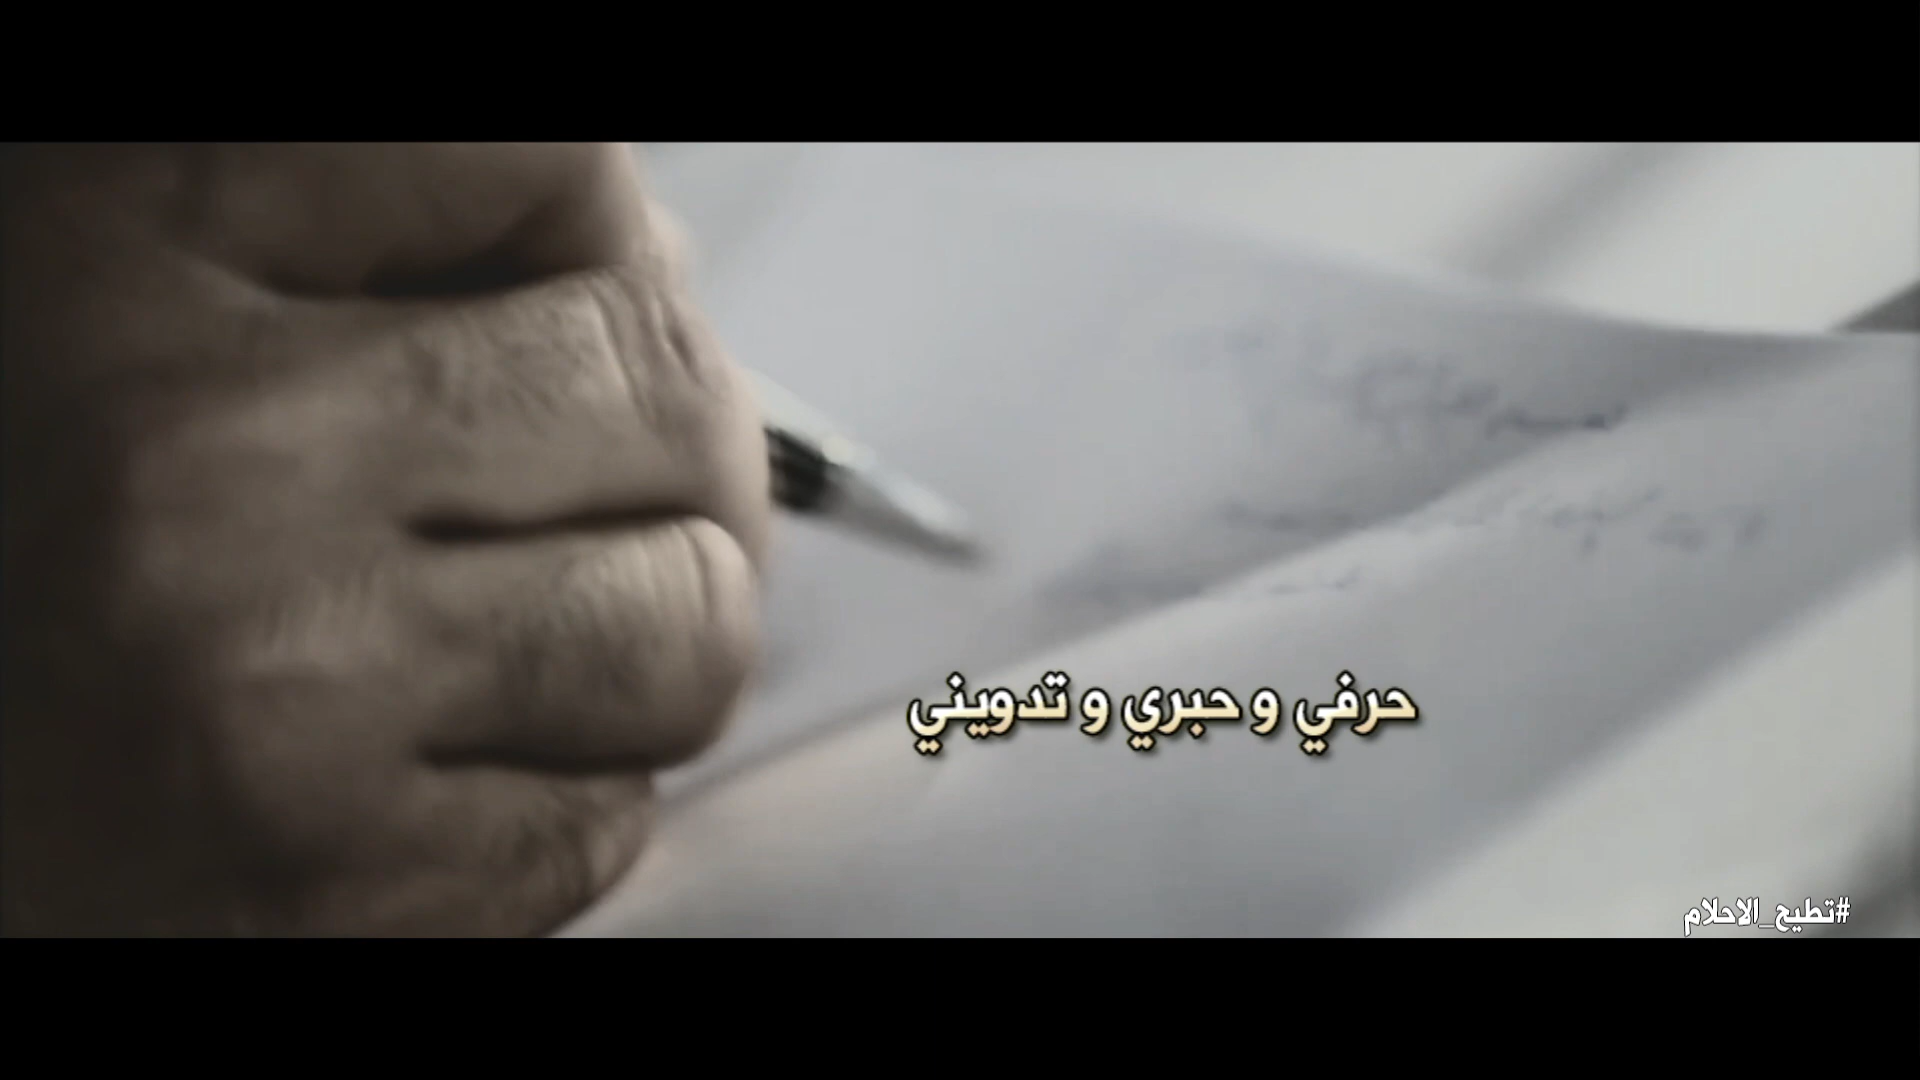 حرفي و حبري و تدويني
#تطيح_الاحلام